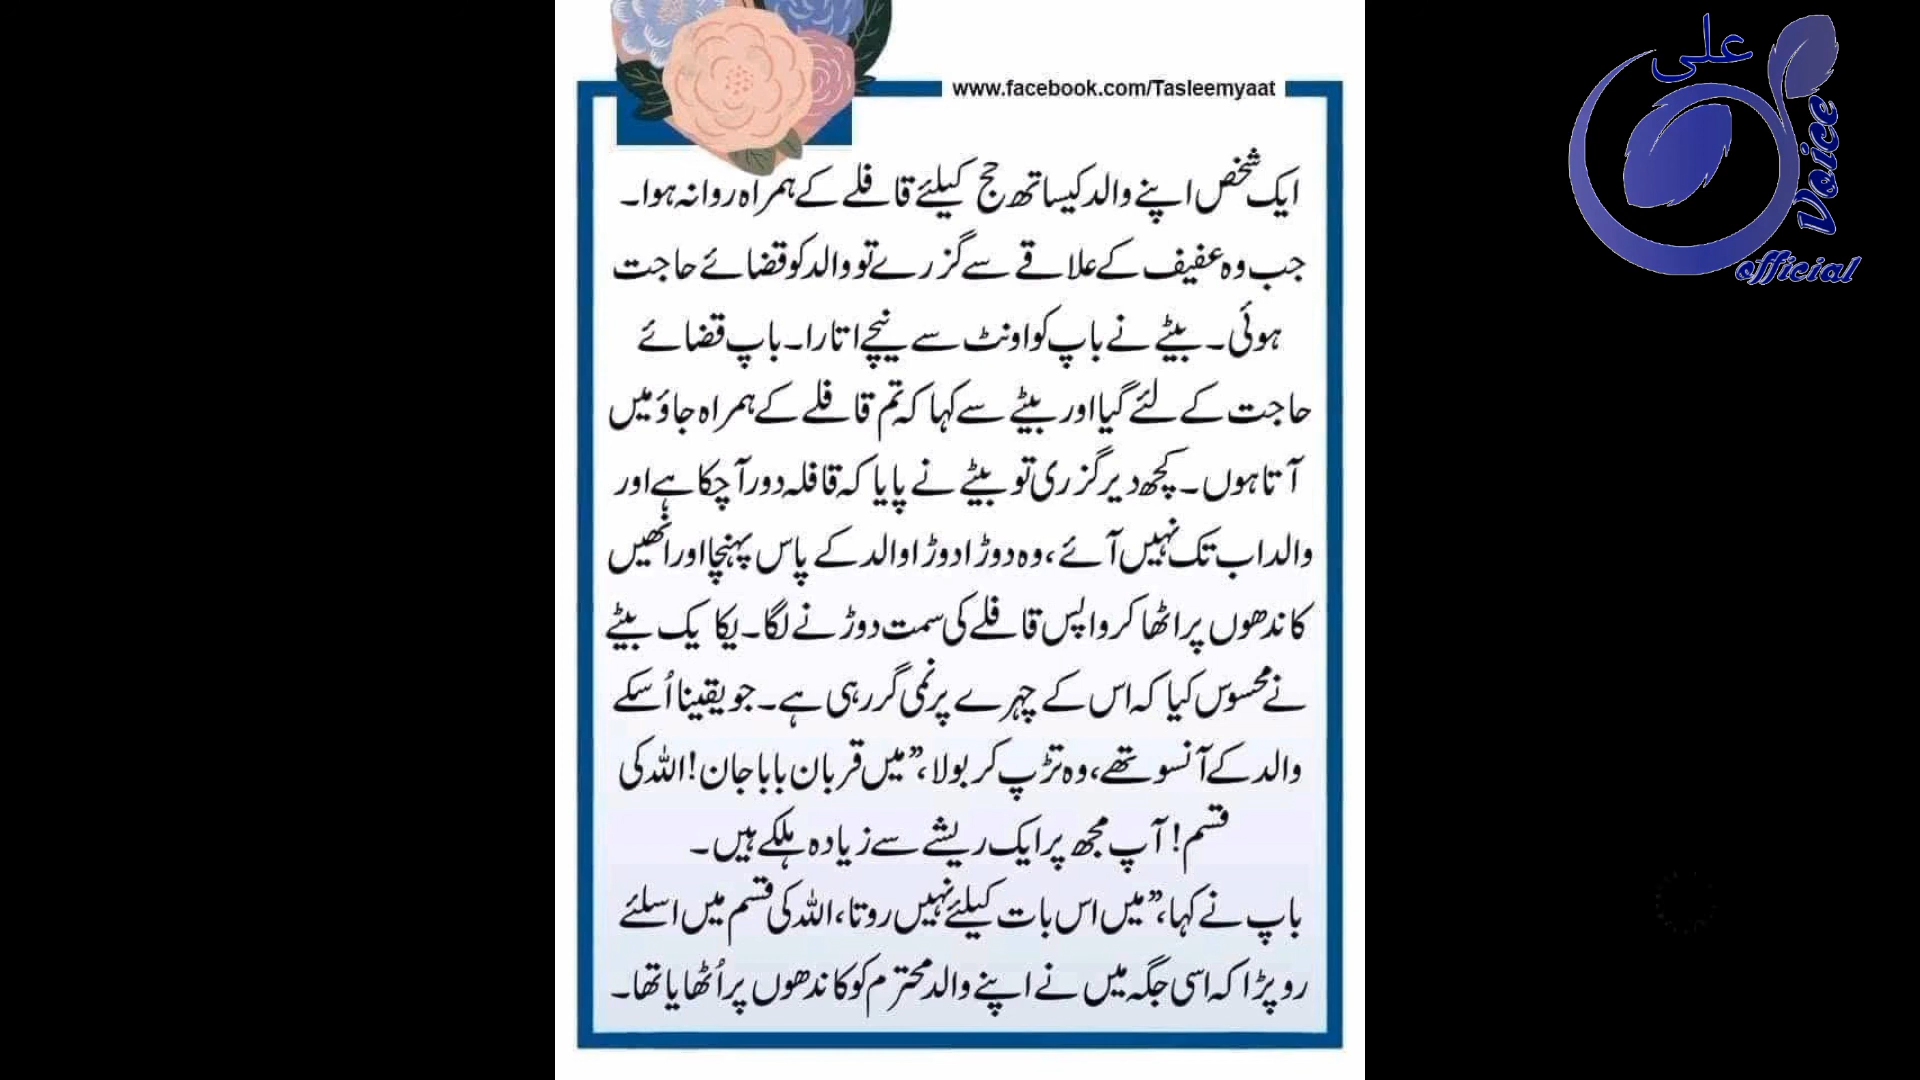 www.facebook.com/Tasleemyaat
علی
Voice
official
ایک شخص اپنے والد کیساتھ حج کیلئے قافلے کے ہمراہ روانہ ہوا۔
جب وہ عفیف کے علاقے سے گزرے تو والد کو قضائے حاجت
ہوئی۔ بیٹے نے باپ کو اونٹ سے نیچے اتارا۔ باپ قضائے
حاجت کے لئے گیا اور بیٹے سے کہا کہ تم قافلے کے ہمراہ جاؤ میں
آتا ہوں۔ کچھ دیر گزری تو بیٹے نے پایا کہ قافلہ دور آ چکا ہے اور
والد اب تک نہیں آئے، وہ دوڑا دوڑا والد کے پاس پہنچا اور انھیں
کاندھوں پر اٹھا کر واپس قافلے کی سمت دوڑنے لگا۔ یکا یک بیٹے
نے محسوس کیا کہ اس کے چہرے پر نمی گر رہی ہے۔ جو یقینا اُسکے
والد کے آنسو تھے، وہ تڑپ کر بولا، ”میں قربان بابا جان! اللہ کی
قسم! آپ مجھ پر ایک ریشے سے زیادہ ہلکے ہیں۔
باپ نے کہا، ”میں اس بات کیلئے نہیں روتا، اللہ کی قسم میں اسلئے
رو پڑا کہ اسی جگہ میں نے اپنے والد محترم کو کاندھوں پر اُٹھایا تھا۔